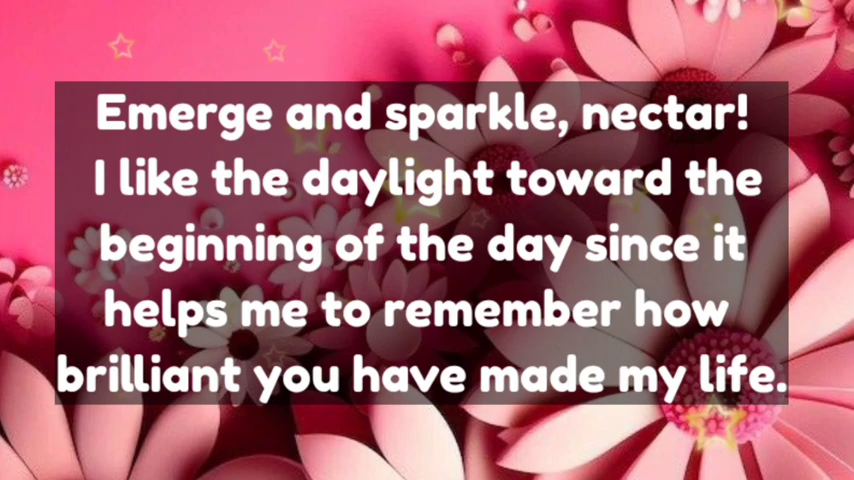 Emerge and sparkle, nectar!
I like the daylight toward the
beginning of the day since it
helps me to remember how
brilliant you have made my life.